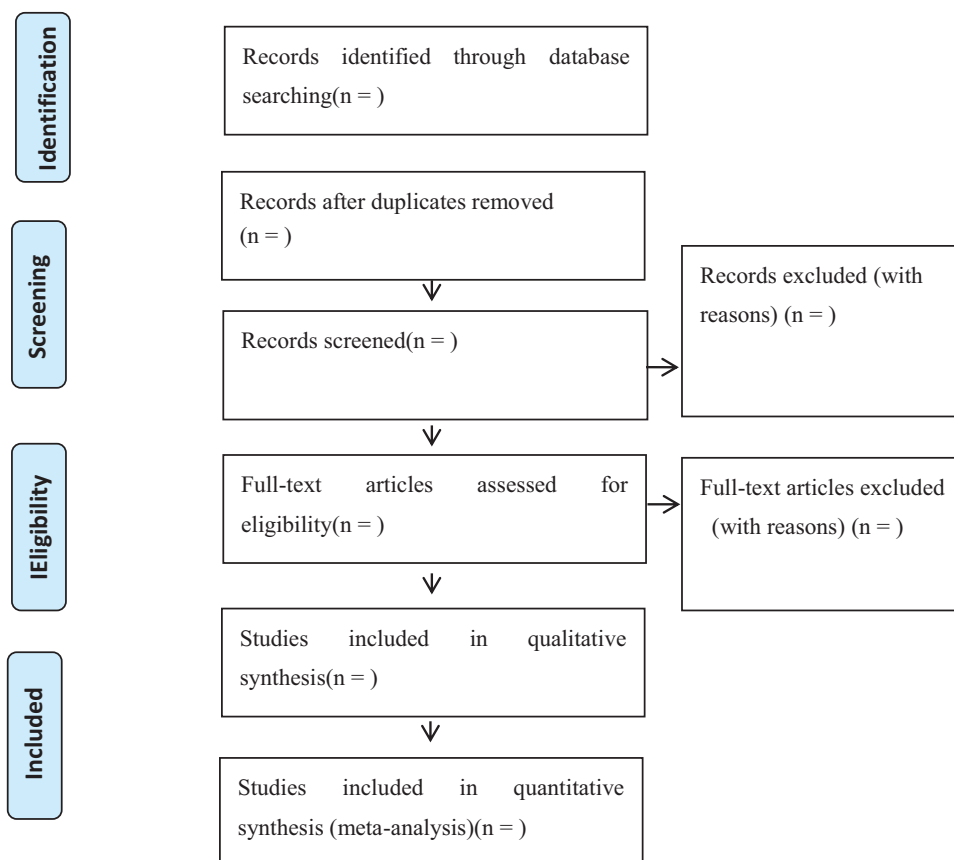 Identification
Records identified through database
searching(n = )
Records after duplicates removed
(n = )
Screening
Records excluded (with
reasons) (n = )
Records screened(n = )
IEligibility
Full-text articles assessed for
eligibility(n = )
Full-text articles excluded
(with reasons) (n = )
Studies included in qualitative
synthesis(n = )
Included
Studies included in quantitative
synthesis (meta-analysis)(n = )